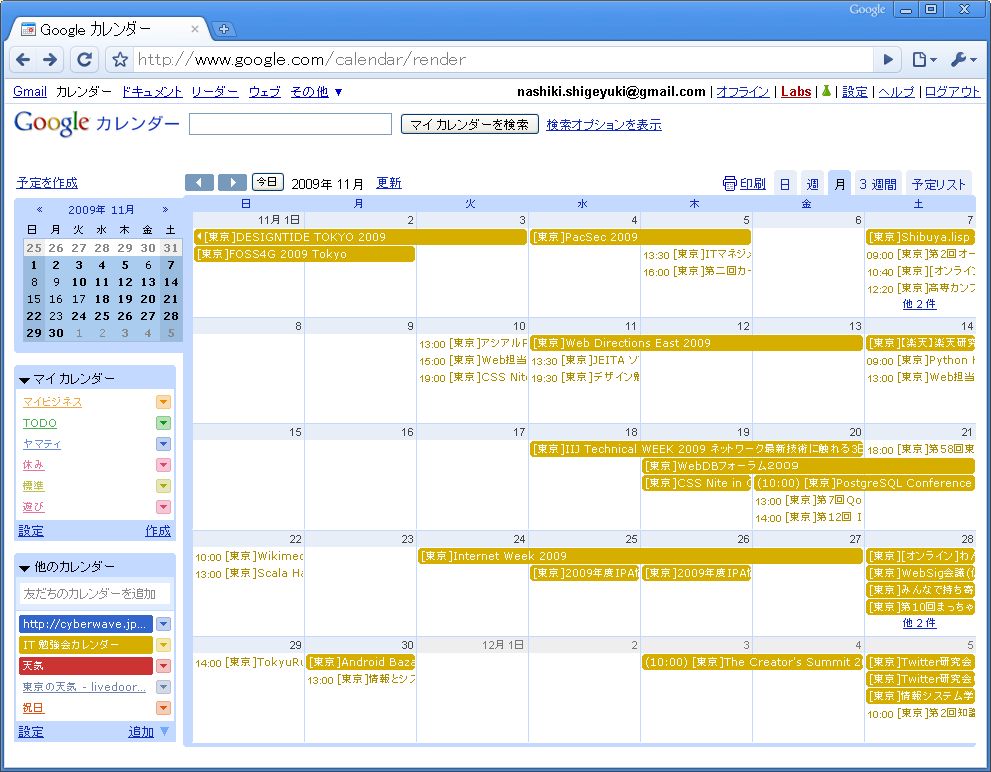 Google
Google カレンダー
http://www.google.com/calendar/render
Gmail カレンダー ドキュメント リーダー ウェブ その他 ▼
nashiki.shigeyuki@gmail.com | オフライン | Labs | 設定 | ヘルプ | ログアウト
Google カレンダー
マイカレンダーを検索 検索オプションを表示
予定を作成
今日 2009年 11月 更新
印刷 日 週 月 3 週間 予定リスト
« 2009年 11月 »
日 月 火 水 木 金 土
25 26 27 28 29 30 31
1 2 3 4 5 6 7
8 9 10 11 12 13 14
15 16 17 18 19 20 21
22 23 24 25 26 27 28
29 30 1 2 3 4 5
マイカレンダー
マイビジネス
TODO
ヤマティ
休み
標準
遊び
設定 作成
他のカレンダー
友だちのカレンダーを追加
http://cyberwave.jp...
IT 勉強会カレンダー
天気
東京の天気 - livedoor...
祝日
設定 追加
日 月 火 水 木 金 土
11月 1日 2 3 4 5 6 7
[東京]DESIGNTIDE TOKYO 2009
[東京]PacSec 2009
[東京]Shibuya.lisp
[東京]FOSS4G 2009 Tokyo
13:30 [東京]ITマネジ
09:00 [東京]第2回オー
16:00 [東京]第二回カー
10:40 [東京][オンライン
12:20 [東京]高専カンフ
他 2 件
8 9 10 11 12 13 14
13:00 [東京]アジアル
[東京]Web Directions East 2009
[東京]【楽天】楽天研究
15:00 [東京]Web担当
13:30 [東京]JEITA ソ
09:00 [東京]Python
19:00 [東京]CSS Nite
19:30 [東京]デザイン勉
13:00 [東京]Web担当
15 16 17 18 19 20 21
[東京]IIJ Technical WEEK 2009 ネットワーク最新技術に触れる3日
18:00 [東京]第58回東
[東京]WebDBフォーラム2009
[東京]CSS Nite in
(10:00) [東京]PostgreSQL Conference
13:00 [東京]第7回Qo
14:00 [東京]第12回 I
22 23 24 25 26 27 28
10:00 [東京]Wikimed
[東京]Internet Week 2009
[東京][オンライン]わん
13:00 [東京]Scala Ha
[東京]2009年度IPA
[東京]2009年度IPA
[東京]WebSig会議
[東京]みんなで持ち寄
[東京]第10回まっちゃ
他 2 件
29 30 12月 1日 2 3 4 5
14:00 [東京]TokyoRu
[東京]Android Baza
(10:00) [東京]The Creator's Summit 2
[東京]Twitter研究会
13:00 [東京]情報とシス
[東京]Twitter研究会
[東京]情報システム学
10:00 [東京]第2回知識